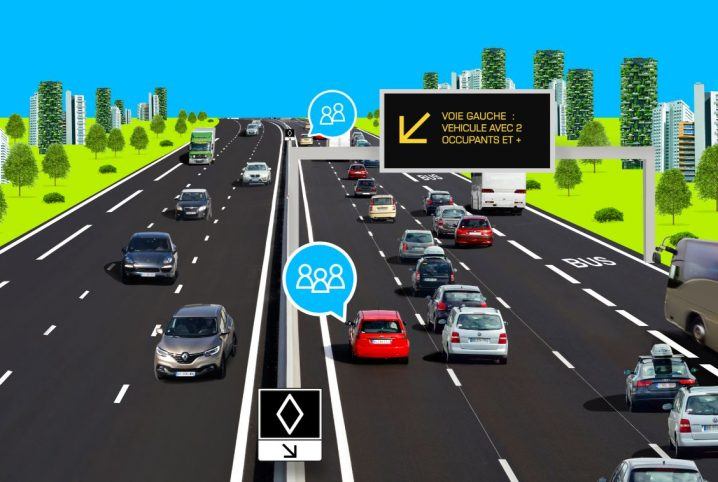 VOIE GAUCHE :
VEHICULE AVEC 2
OCCUPANTS ET +
BUS
BUS